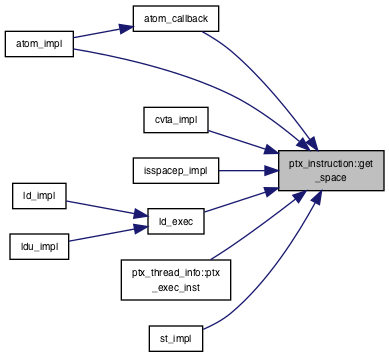 atom_callback
atom_impl
cvta_impl
ptx_instruction::get
_space
isspacep_impl
ld_impl
ld_exec
ldu_impl
ptx_thread_info::ptx
_exec_inst
st_impl